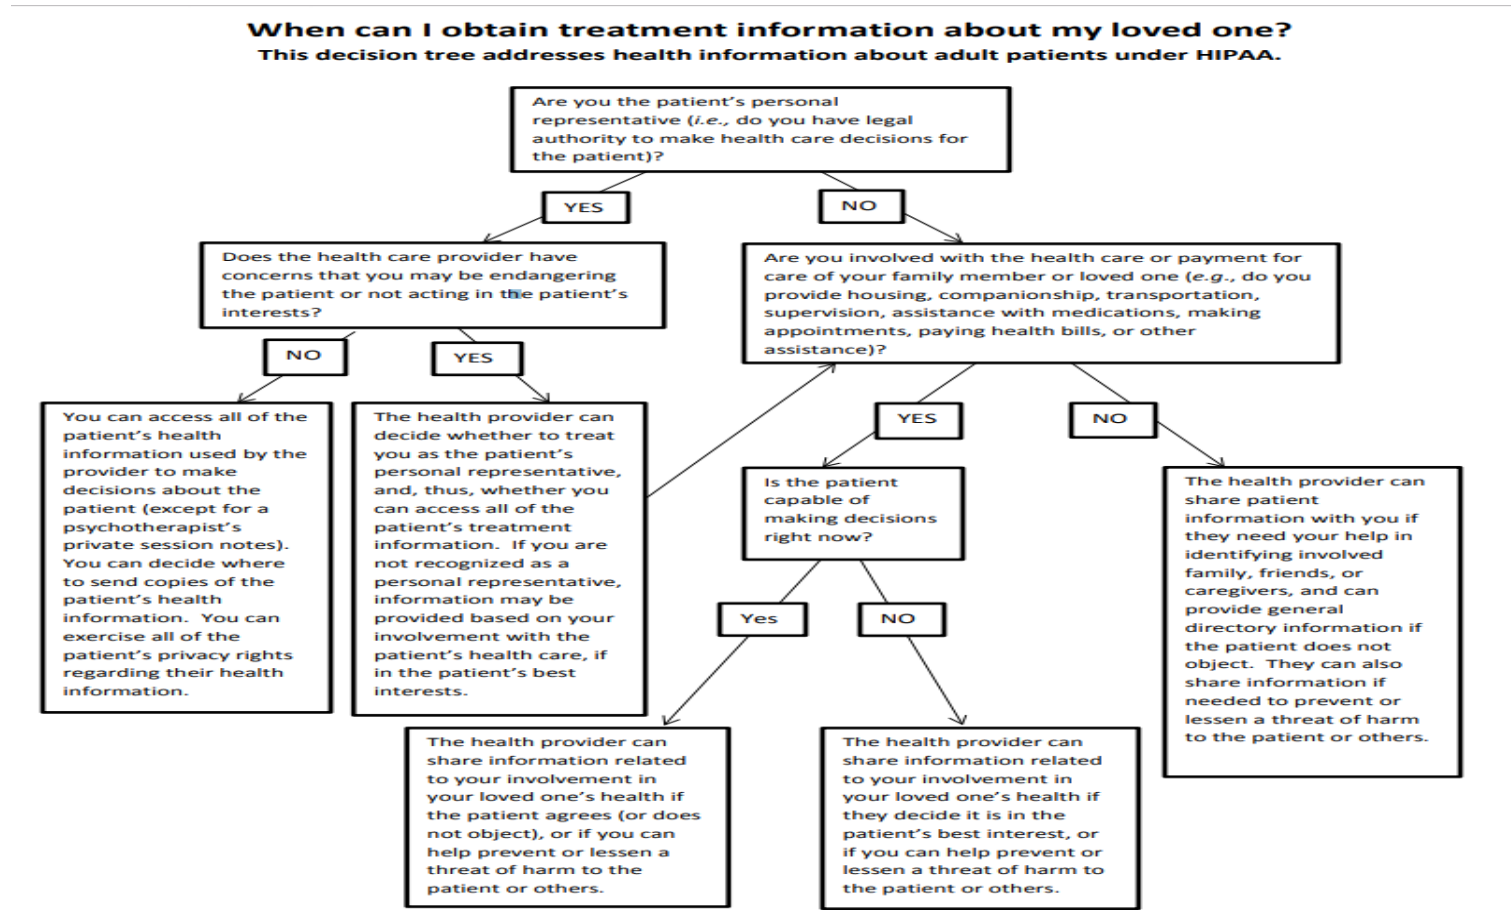 When can I obtain treatment information about my loved one?
This decision tree addresses health information about adult patients under HIPAA.
Are you the patient's personal
representative (i.e., do you have legal
authority to make health care decisions for
the patient)?
YES
NO
Does the health care provider have
concerns that you may be endangering
the patient or not acting in the patient's
interests?
Are you involved with the health care or payment for
care of your family member or loved one (e.g., do you
provide housing, companionship, transportation,
supervision, assistance with medications, making
appointments, paying health bills, or other
assistance)?
NO
YES
You can access all of the
patient's health
information used by the
provider to make
decisions about the
patient (except for a
psychotherapist's
private session notes).
You can decide where
to send copies of the
patient's health
information.  You can
exercise all of the
patient's privacy rights
regarding their health
information.
The health provider can
decide whether to treat
you as the patient's
personal representative,
and, thus, whether you
can access all of the
patient's treatment
information.  If you are
not recognized as a
personal representative,
information may be
provided based on your
involvement with the
patient's health care, if
in the patient's best
interests.
YES
NO
Is the patient
capable of
making decisions
right now?
The health provider can
share patient
information with you if
they need your help in
identifying involved
family, friends, or
caregivers, and can
provide general
directory information if
the patient does not
object.  They can also
share information if
needed to prevent or
lessen a threat of harm
to the patient or others.
Yes
NO
The health provider can
share information related
to your involvement in
your loved one's health if
the patient agrees (or does
not object), or if you can
help prevent or lessen a
threat of harm to the
patient or others.
The health provider can
share information related
to your involvement in
your loved one's health if
they decide it is in the
patient's best interest, or
if you can help prevent or
lessen a threat of harm to
the patient or others.